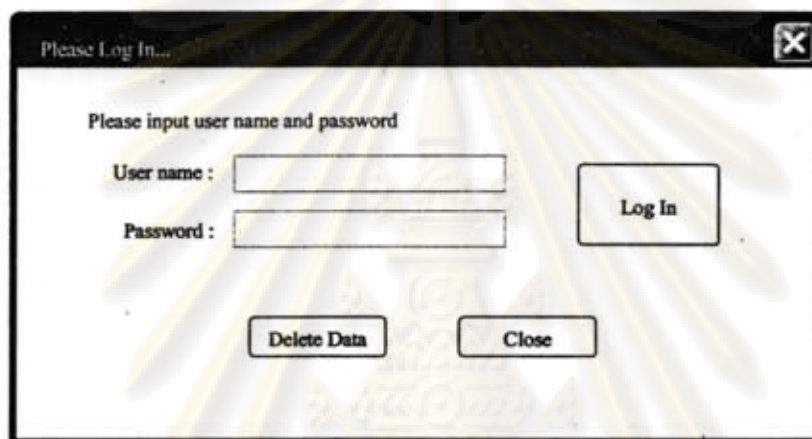 Please Log In...
Please input user name and password
User name :
Password :
Log In
Delete Data
Close